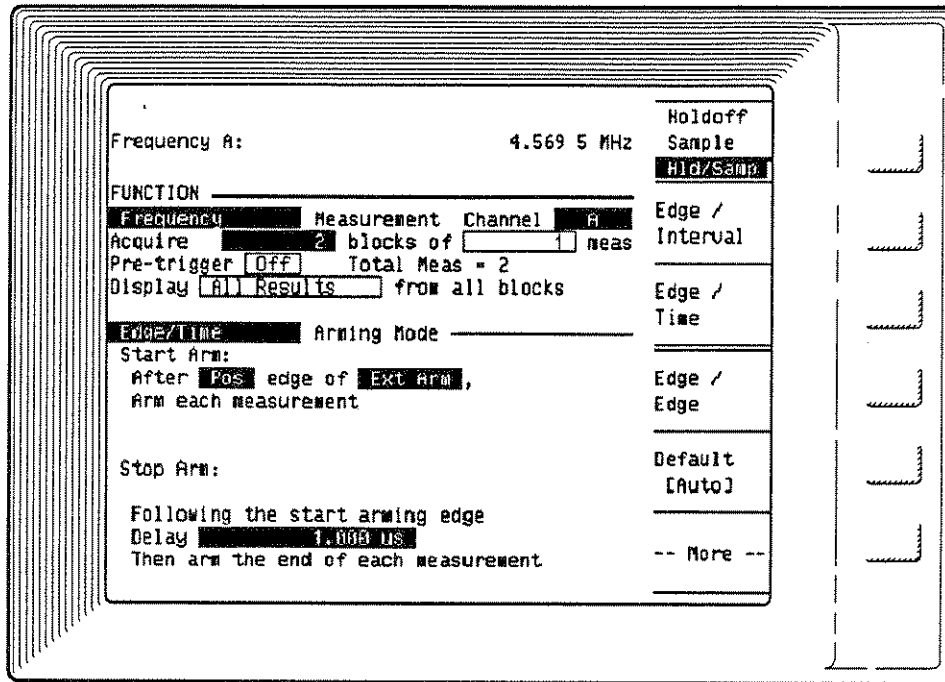 Frequency A: 4.569 5 MHz
FUNCTION
Frequency Measurement Channel A
Acquire 2 blocks of 1 meas
Pre-trigger Off Total Meas = 2
Display All Results from all blocks
Edge/Time Arming Mode
Start Arm:
After Pos edge of Ext Arm,
Arm each measurement
Stop Arm:
Following the start arming edge
Delay 1.000 us
Then arm the end of each measurement
Holdoff
Sample
Hld/Samp
Edge /
Interval
Edge /
Time
Edge /
Edge
Default
[Auto]
-- More --